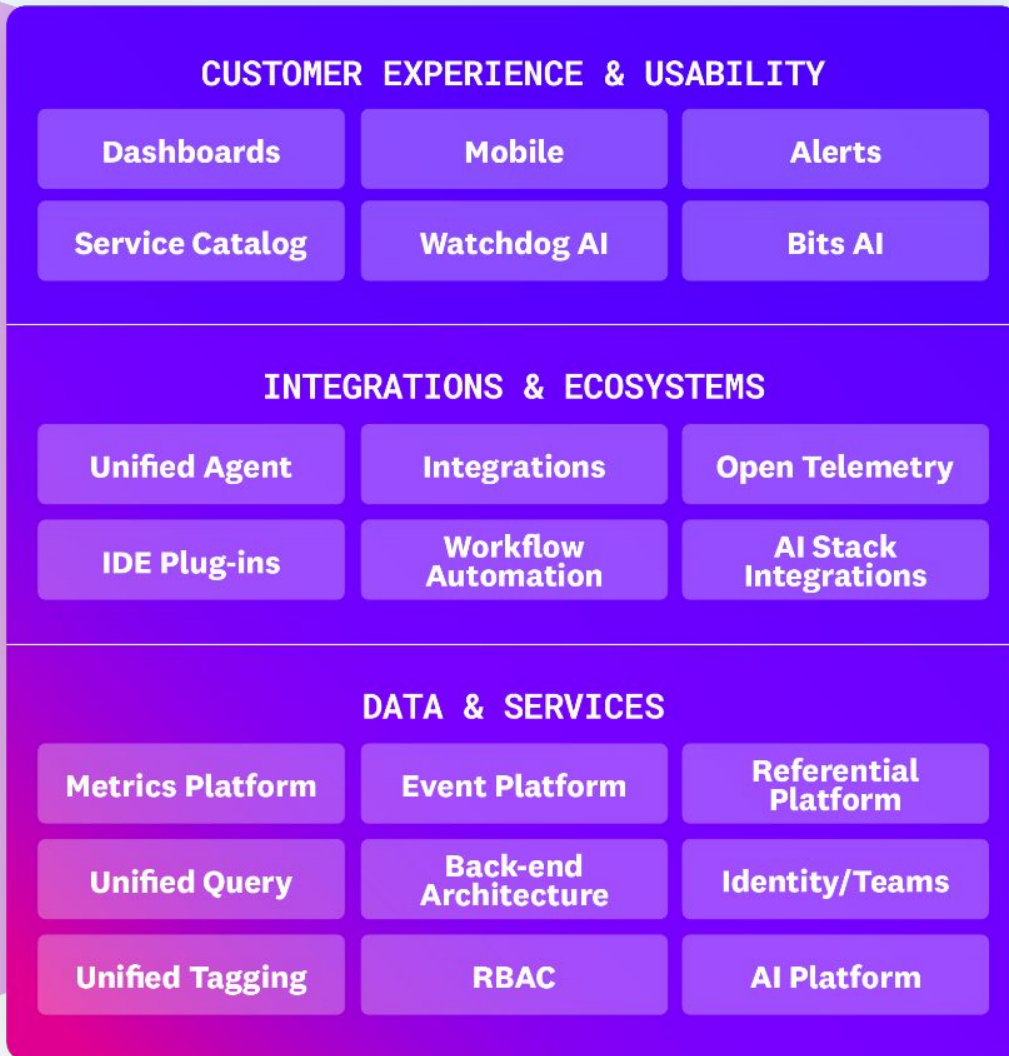 CUSTOMER EXPERIENCE & USABILITY
Dashboards
Mobile
Alerts
Service Catalog
Watchdog AI
Bits AI
INTEGRATIONS & ECOSYSTEMS
Unified Agent
Integrations
Open Telemetry
IDE Plug-ins
Workflow
Automation
AI Stack
Integrations
DATA & SERVICES
Metrics Platform
Event Platform
Referential
Platform
Unified Query
Back-end
Architecture
Identity/Teams
Unified Tagging
RBAC
AI Platform